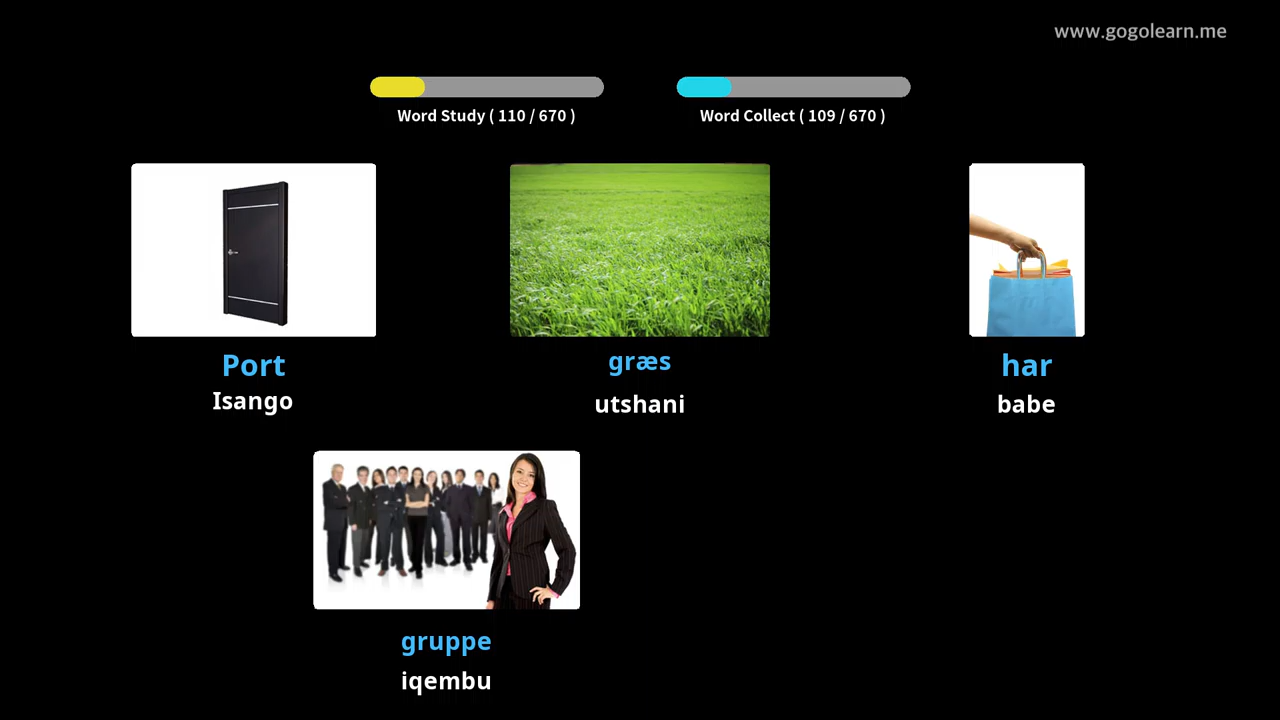 www.gogolearn.me
Word Study ( 110 / 670 )
Word Collect ( 109 / 670 )
Port
Isango
græs
utshani
har
babe
gruppe
iqembu